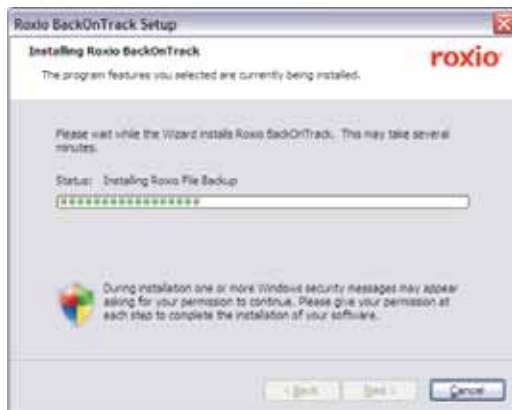 Roxio BackOnTrack Setup
Installing Roxio BackOnTrack
The program features you selected are currently being installed.
roxio
Please wait while the Wizard installs Roxio BackOnTrack. This may take several
minutes.
Status: Installing Roxio File Backup
During installation one or more Windows security messages may appear
asking for your permission to continue. Please give your permission at
each step to complete the installation of your software.
< Back
Next >
Cancel